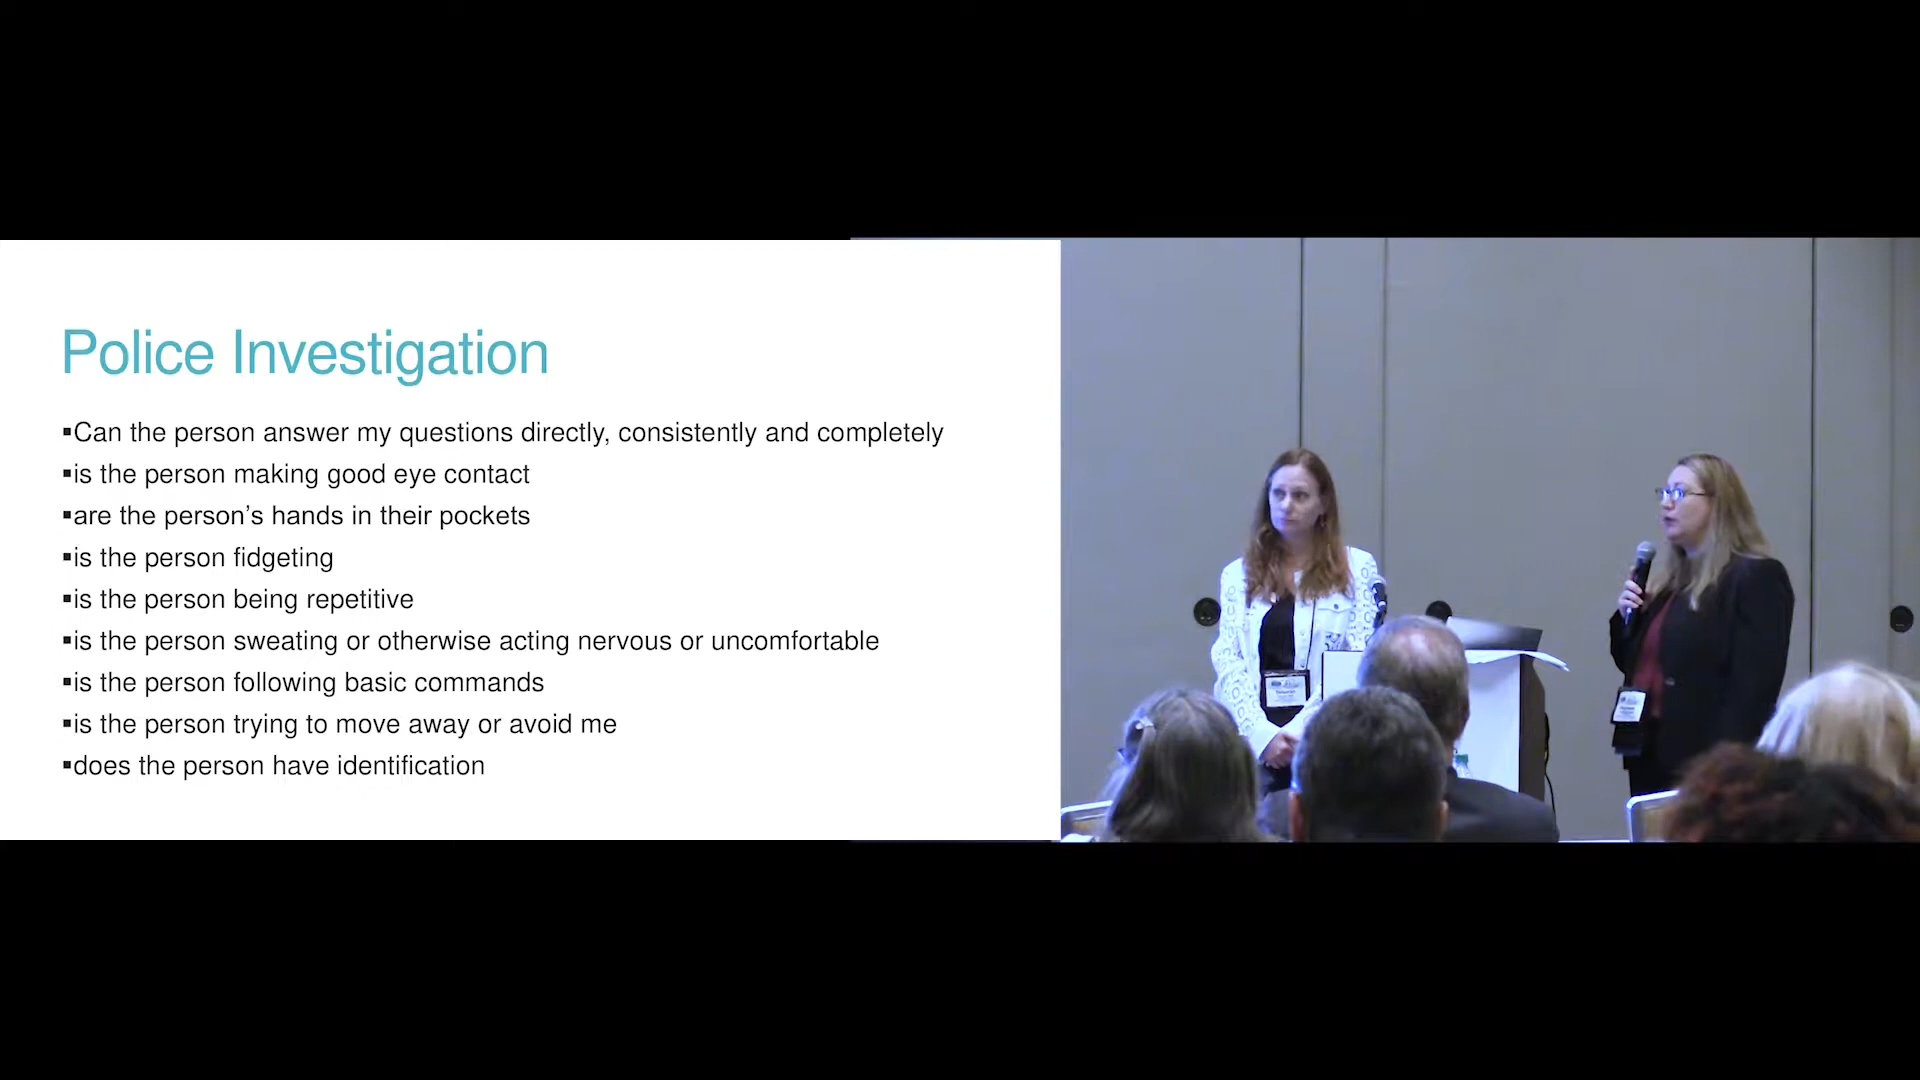 Police Investigation
▪Can the person answer my questions directly, consistently and completely
▪is the person making good eye contact
▪are the person’s hands in their pockets
▪is the person fidgeting
▪is the person being repetitive
▪is the person sweating or otherwise acting nervous or uncomfortable
▪is the person following basic commands
▪is the person trying to move away or avoid me
▪does the person have identification